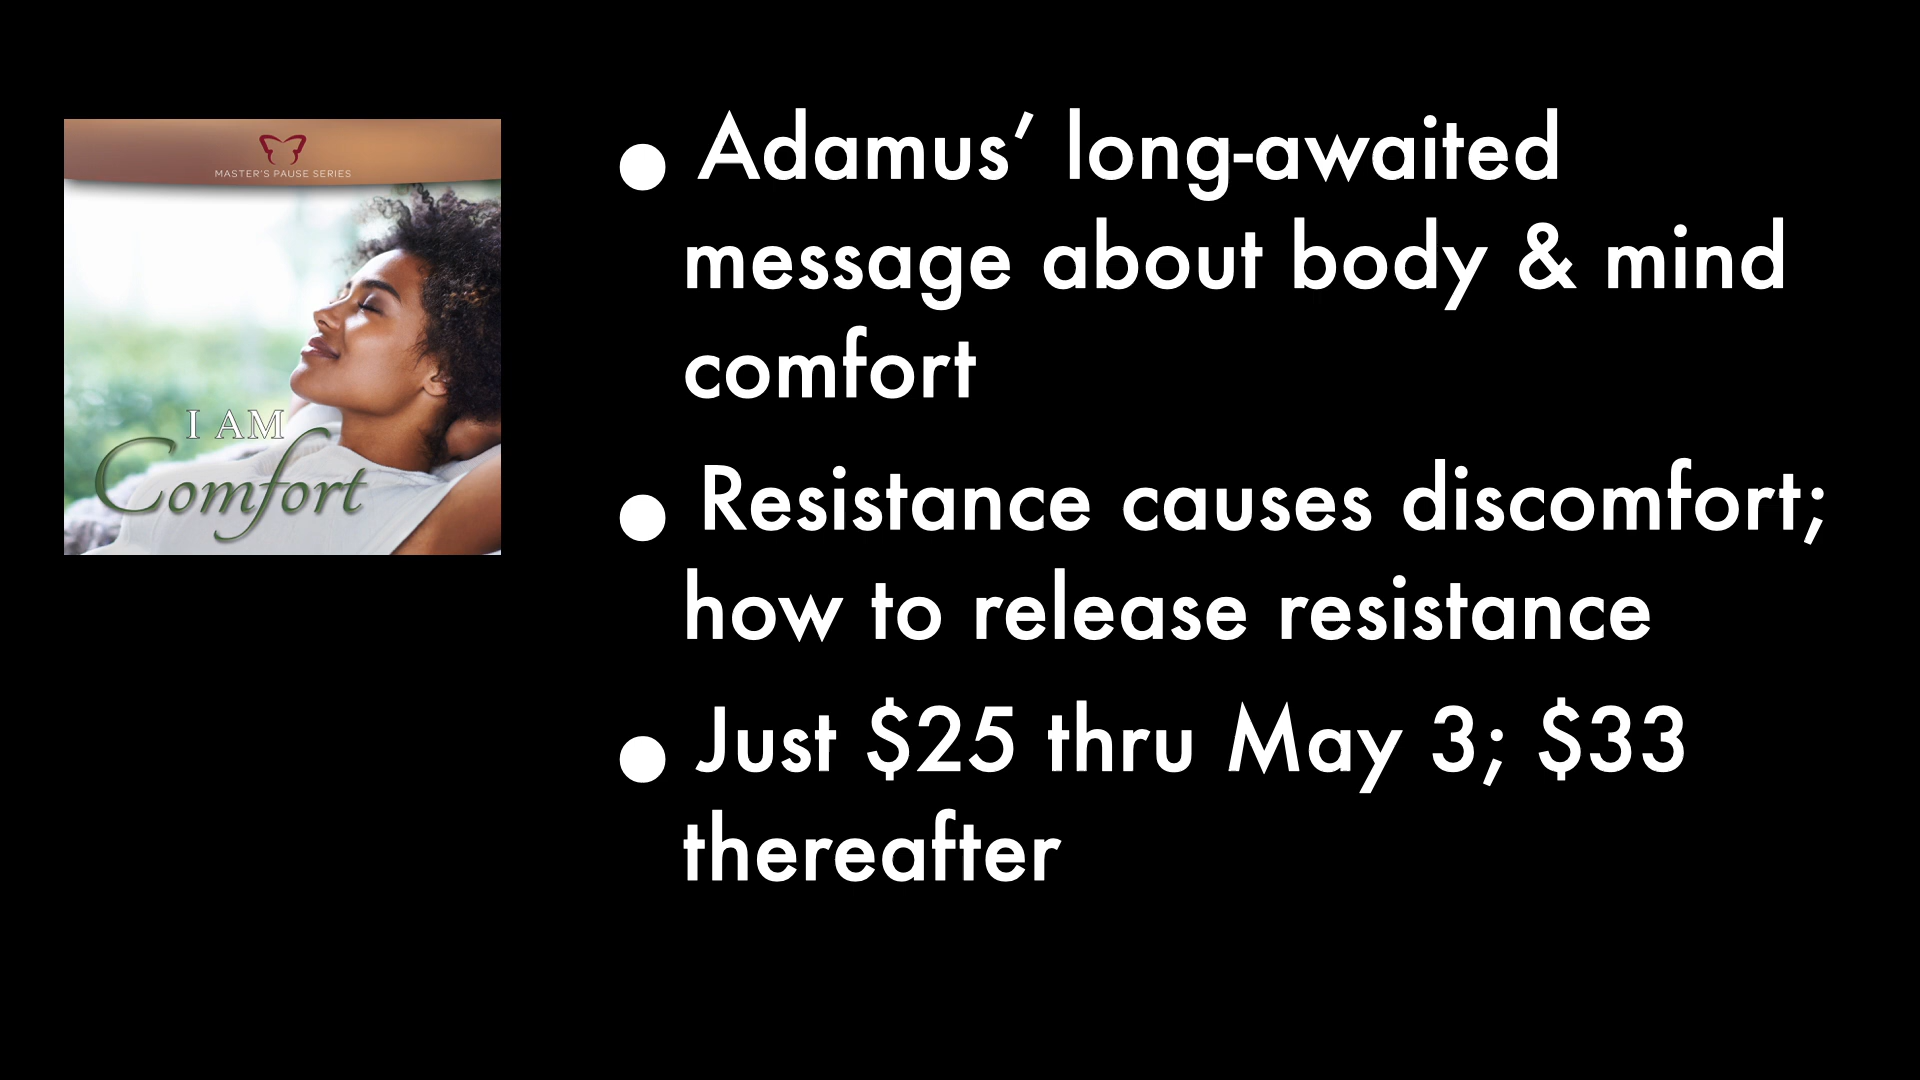 MASTER'S PAUSE SERIES
I AM
Comfort
• Adamus’ long-awaited
message about body & mind
comfort
• Resistance causes discomfort;
how to release resistance
• Just $25 thru May 3; $33
thereafter